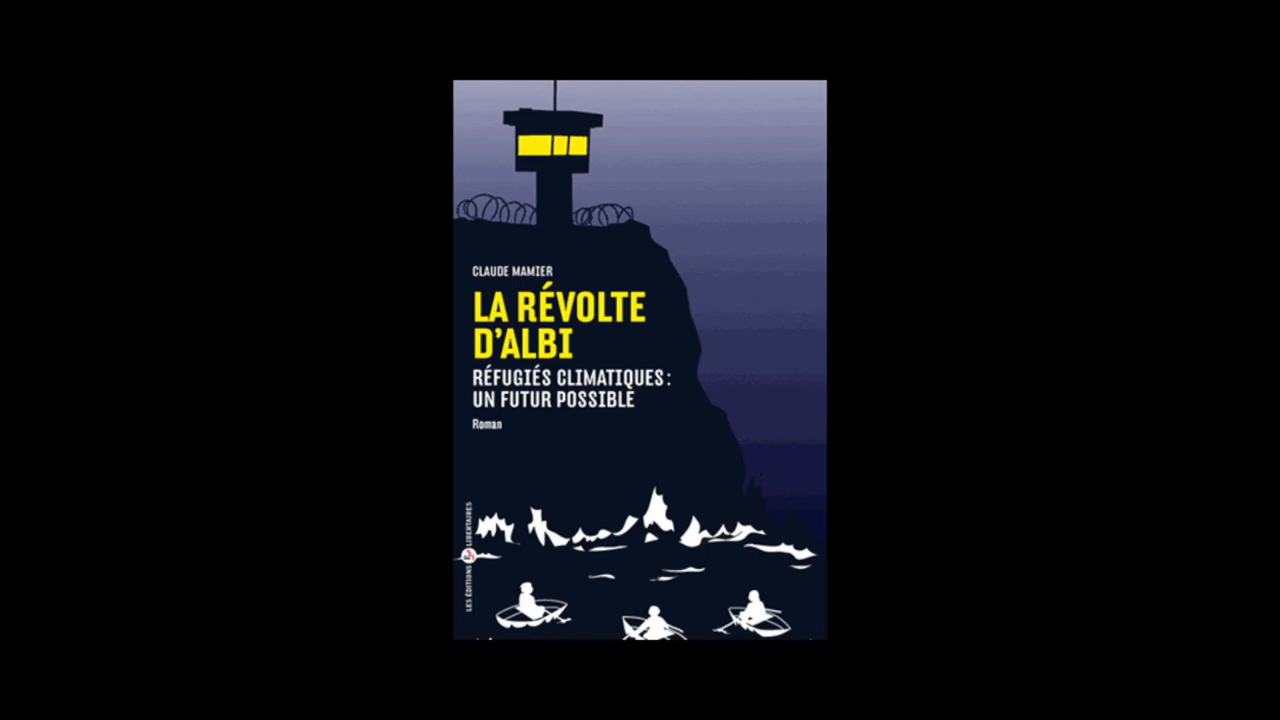 CLAUDE MAMIER
LA RÉVOLTE
D'ALBI
RÉFUGIÉS CLIMATIQUES :
UN FUTUR POSSIBLE
Roman
LES ÉDITIONS LIBERTAIRES